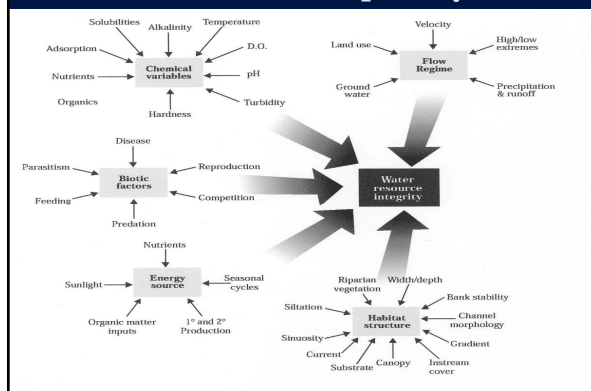 Solubilities
Alkalinity
Temperature
Adsorption
D.O.
Chemical
variables
Nutrients
pH
Organics
Turbidity
Hardness
Velocity
Land use
High/low
extremes
Flow
Regime
Ground
water
Precipitation
& runoff
Disease
Parasitism
Reproduction
Biotic
factors
Feeding
Competition
Predation
Water
resource
integrity
Nutrients
Sunlight
Energy
source
Seasonal
cycles
Organic matter
inputs
1° and 2°
Production
Riparian
vegetation
Width/depth
Siltation
Bank stability
Habitat
structure
Channel
morphology
Sinuosity
Gradient
Current
Substrate
Canopy
Instream
cover